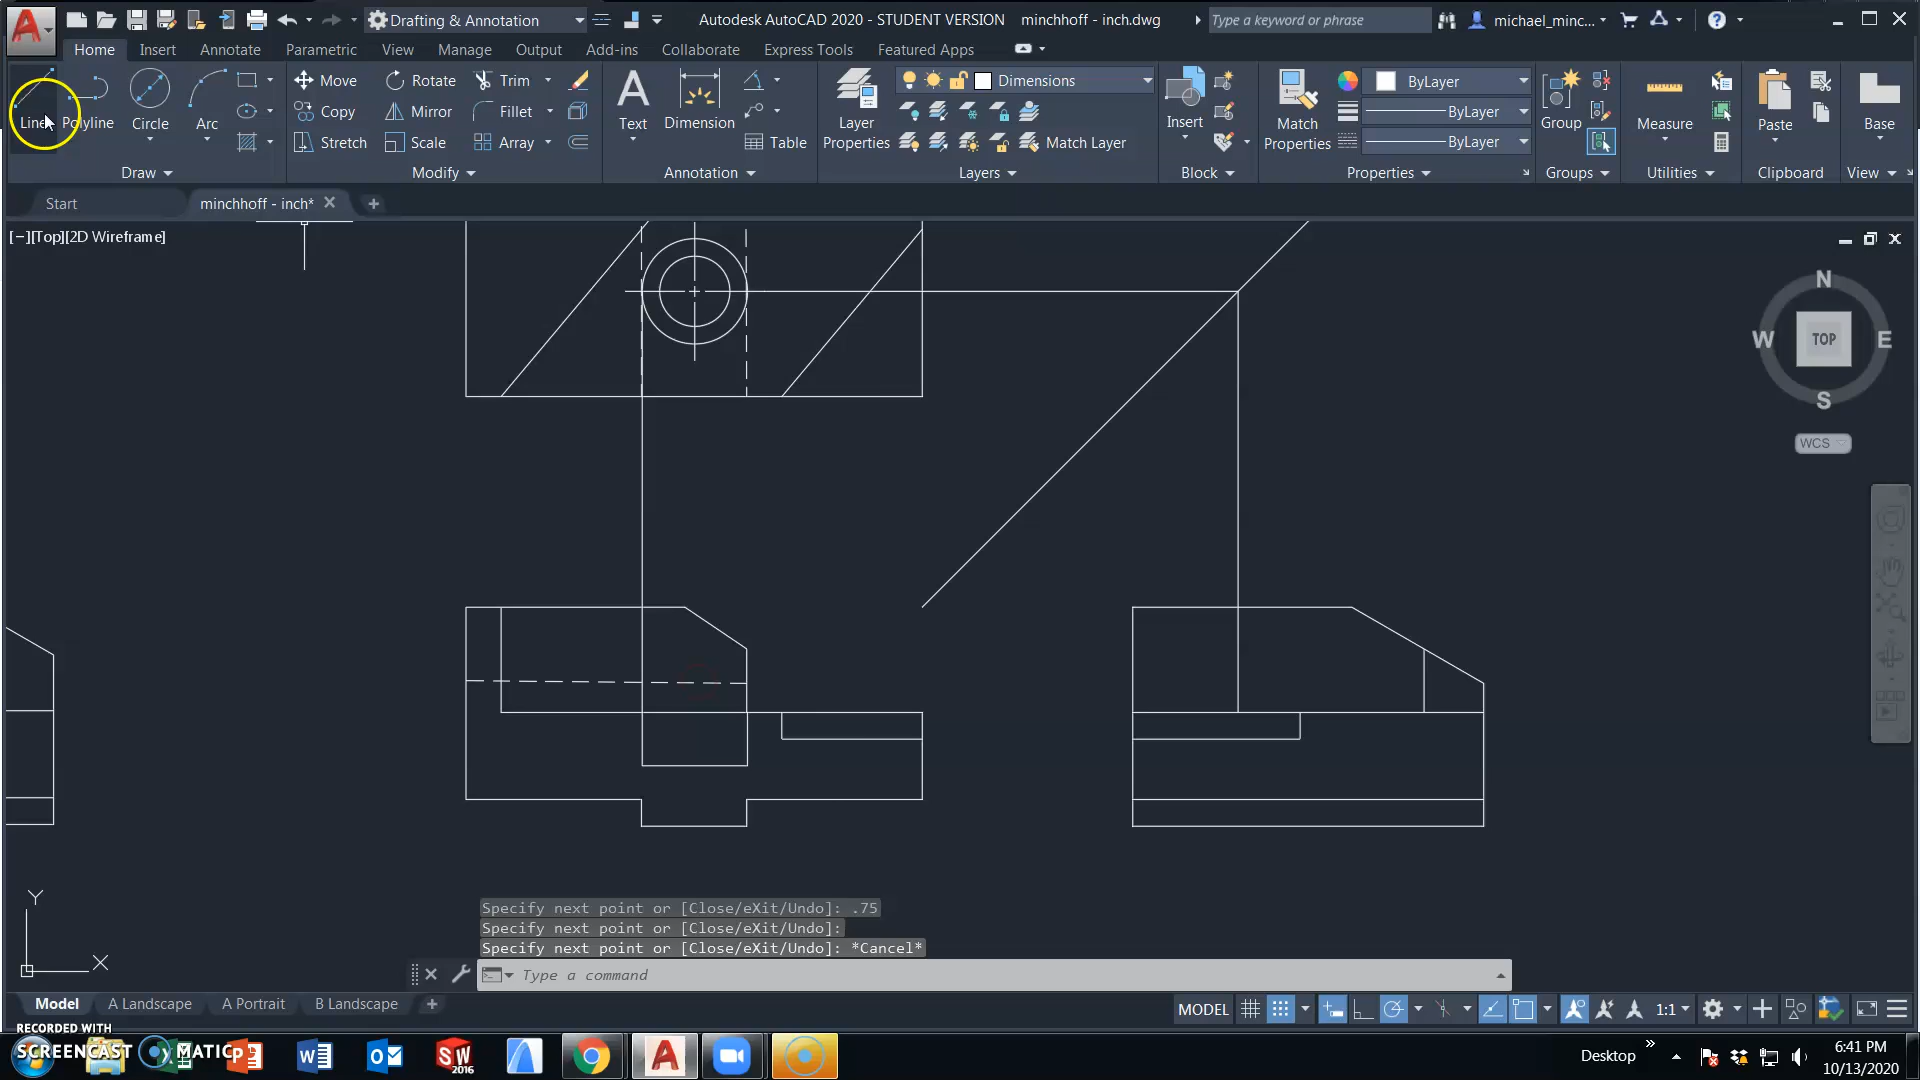 Drafting & Annotation
Autodesk AutoCAD 2020 - STUDENT VERSION minchhoff - inch.dwg
Type a keyword or phrase
michael_minc...
Home Insert Annotate Parametric View Manage Output Add-ins Collaborate Express Tools Featured Apps
Move Rotate Trim
Dimensions
ByLayer
Line Polyline Circle Arc
Copy Mirror Fillet
Text Dimension
Layer Properties
Insert
Match Properties
ByLayer
Group
Measure
Paste
Base
Stretch Scale Array
Table
Match Layer
ByLayer
Draw Modify Annotation Layers Block Properties Groups Utilities Clipboard View
Start minchhoff - inch*
[−][Top][2D Wireframe]
N
W TOP E
S
WCS
Y
X
Specify next point or [Close/eXit/Undo]: .75
Specify next point or [Close/eXit/Undo]:
Specify next point or [Close/eXit/Undo]: *Cancel*
Type a command
Model A Landscape A Portrait B Landscape
MODEL
1:1
RECORDED WITH
SCREENCAST MATIC
SW
2016
Desktop
6:41 PM
10/13/2020